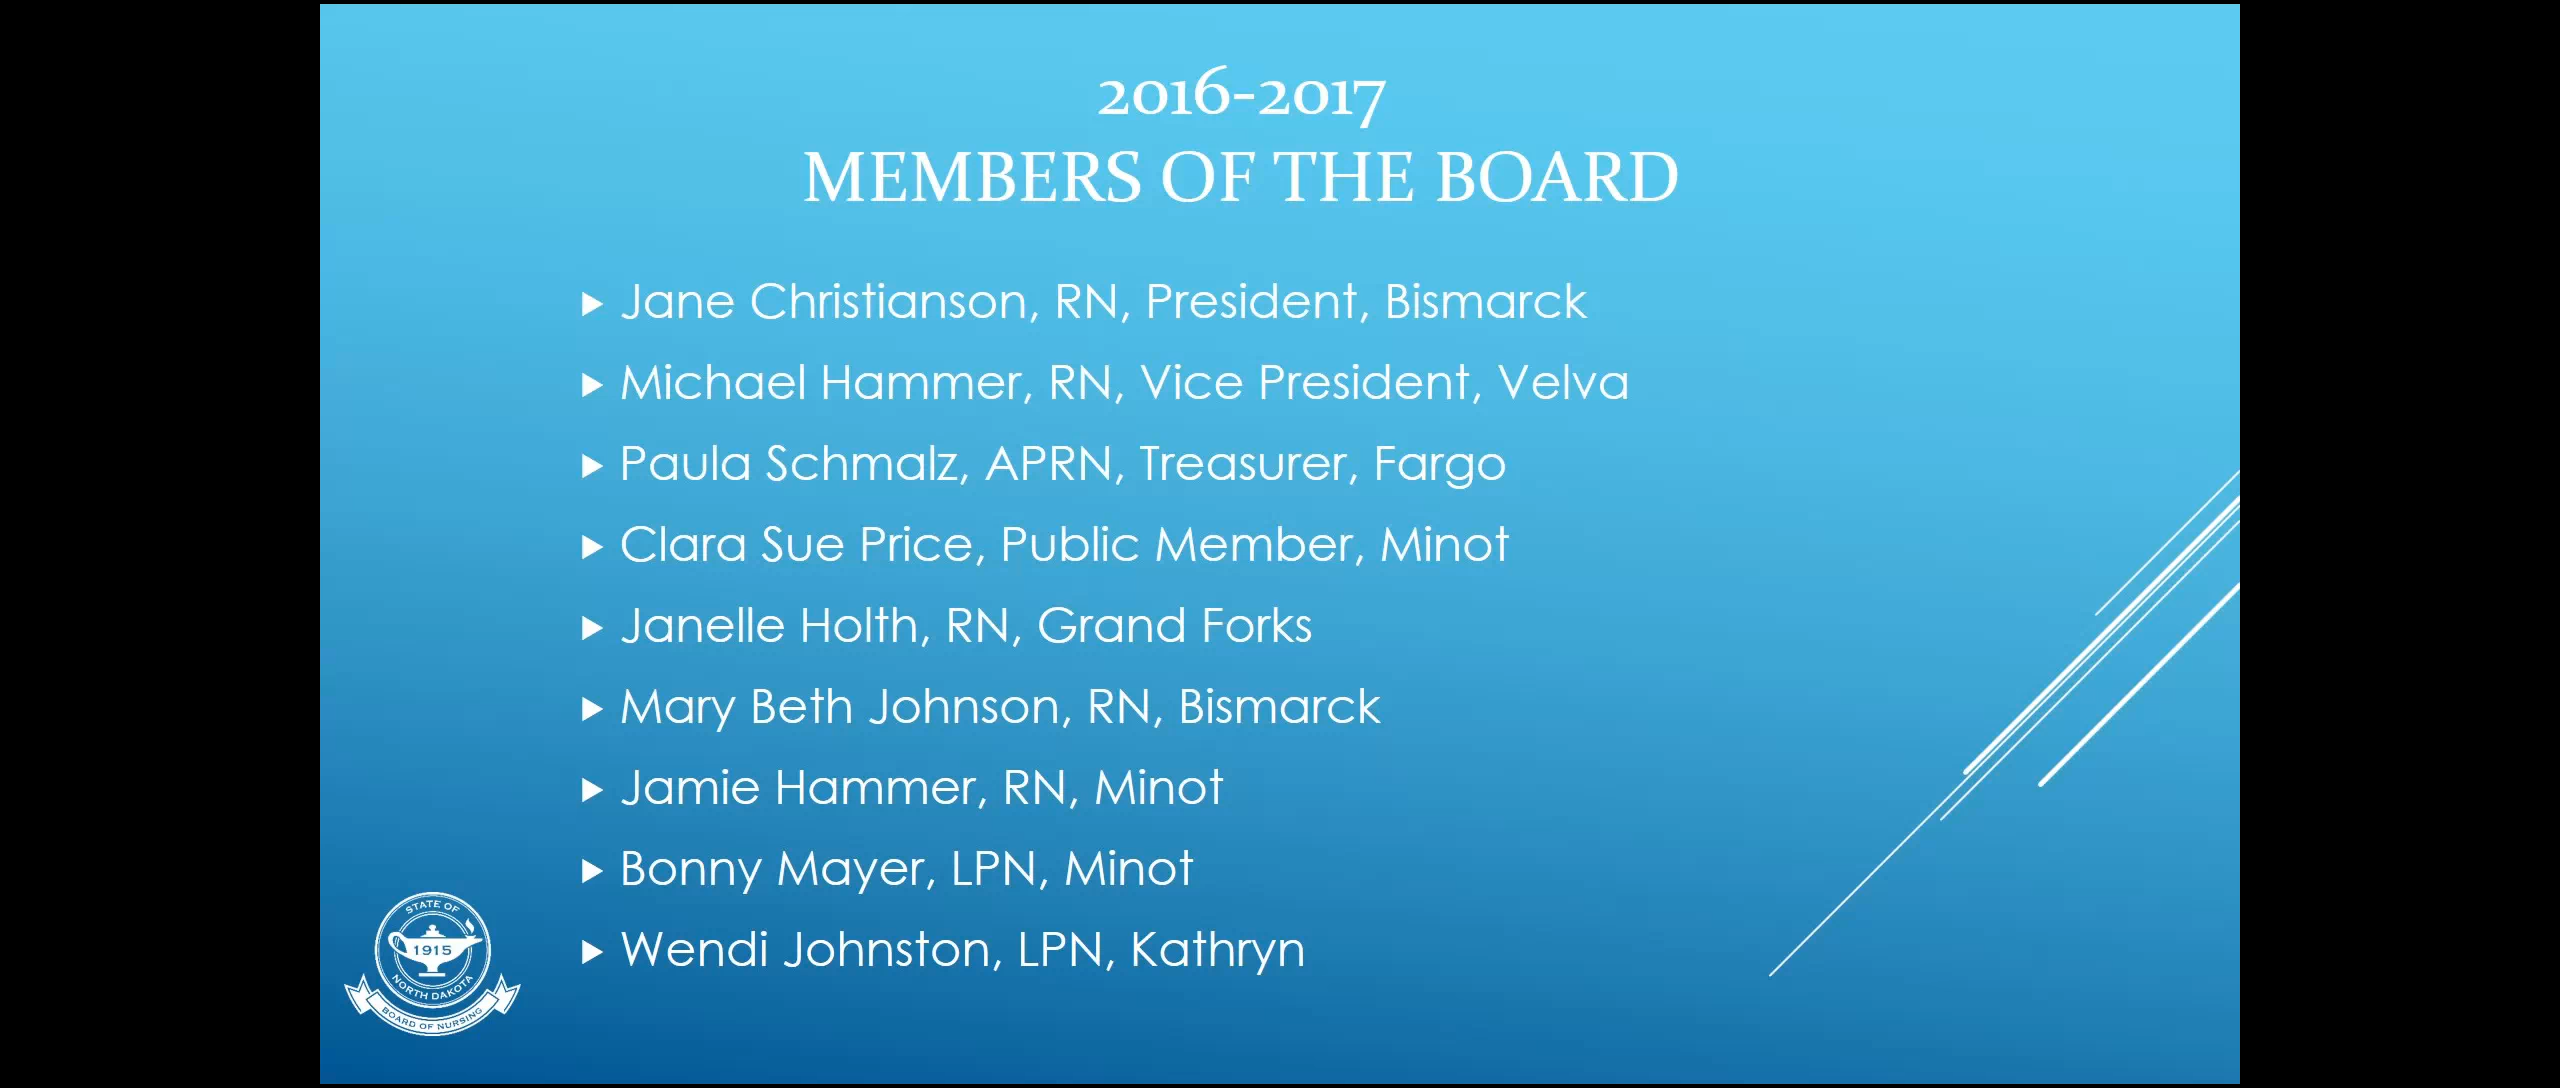 2016-2017
MEMBERS OF THE BOARD
Jane Christianson, RN, President, Bismarck
Michael Hammer, RN, Vice President, Velva
Paula Schmalz, APRN, Treasurer, Fargo
Clara Sue Price, Public Member, Minot
Janelle Holth, RN, Grand Forks
Mary Beth Johnson, RN, Bismarck
Jamie Hammer, RN, Minot
Bonny Mayer, LPN, Minot
Wendi Johnston, LPN, Kathryn
STATE OF
1915
NORTH DAKOTA
BOARD OF NURSING